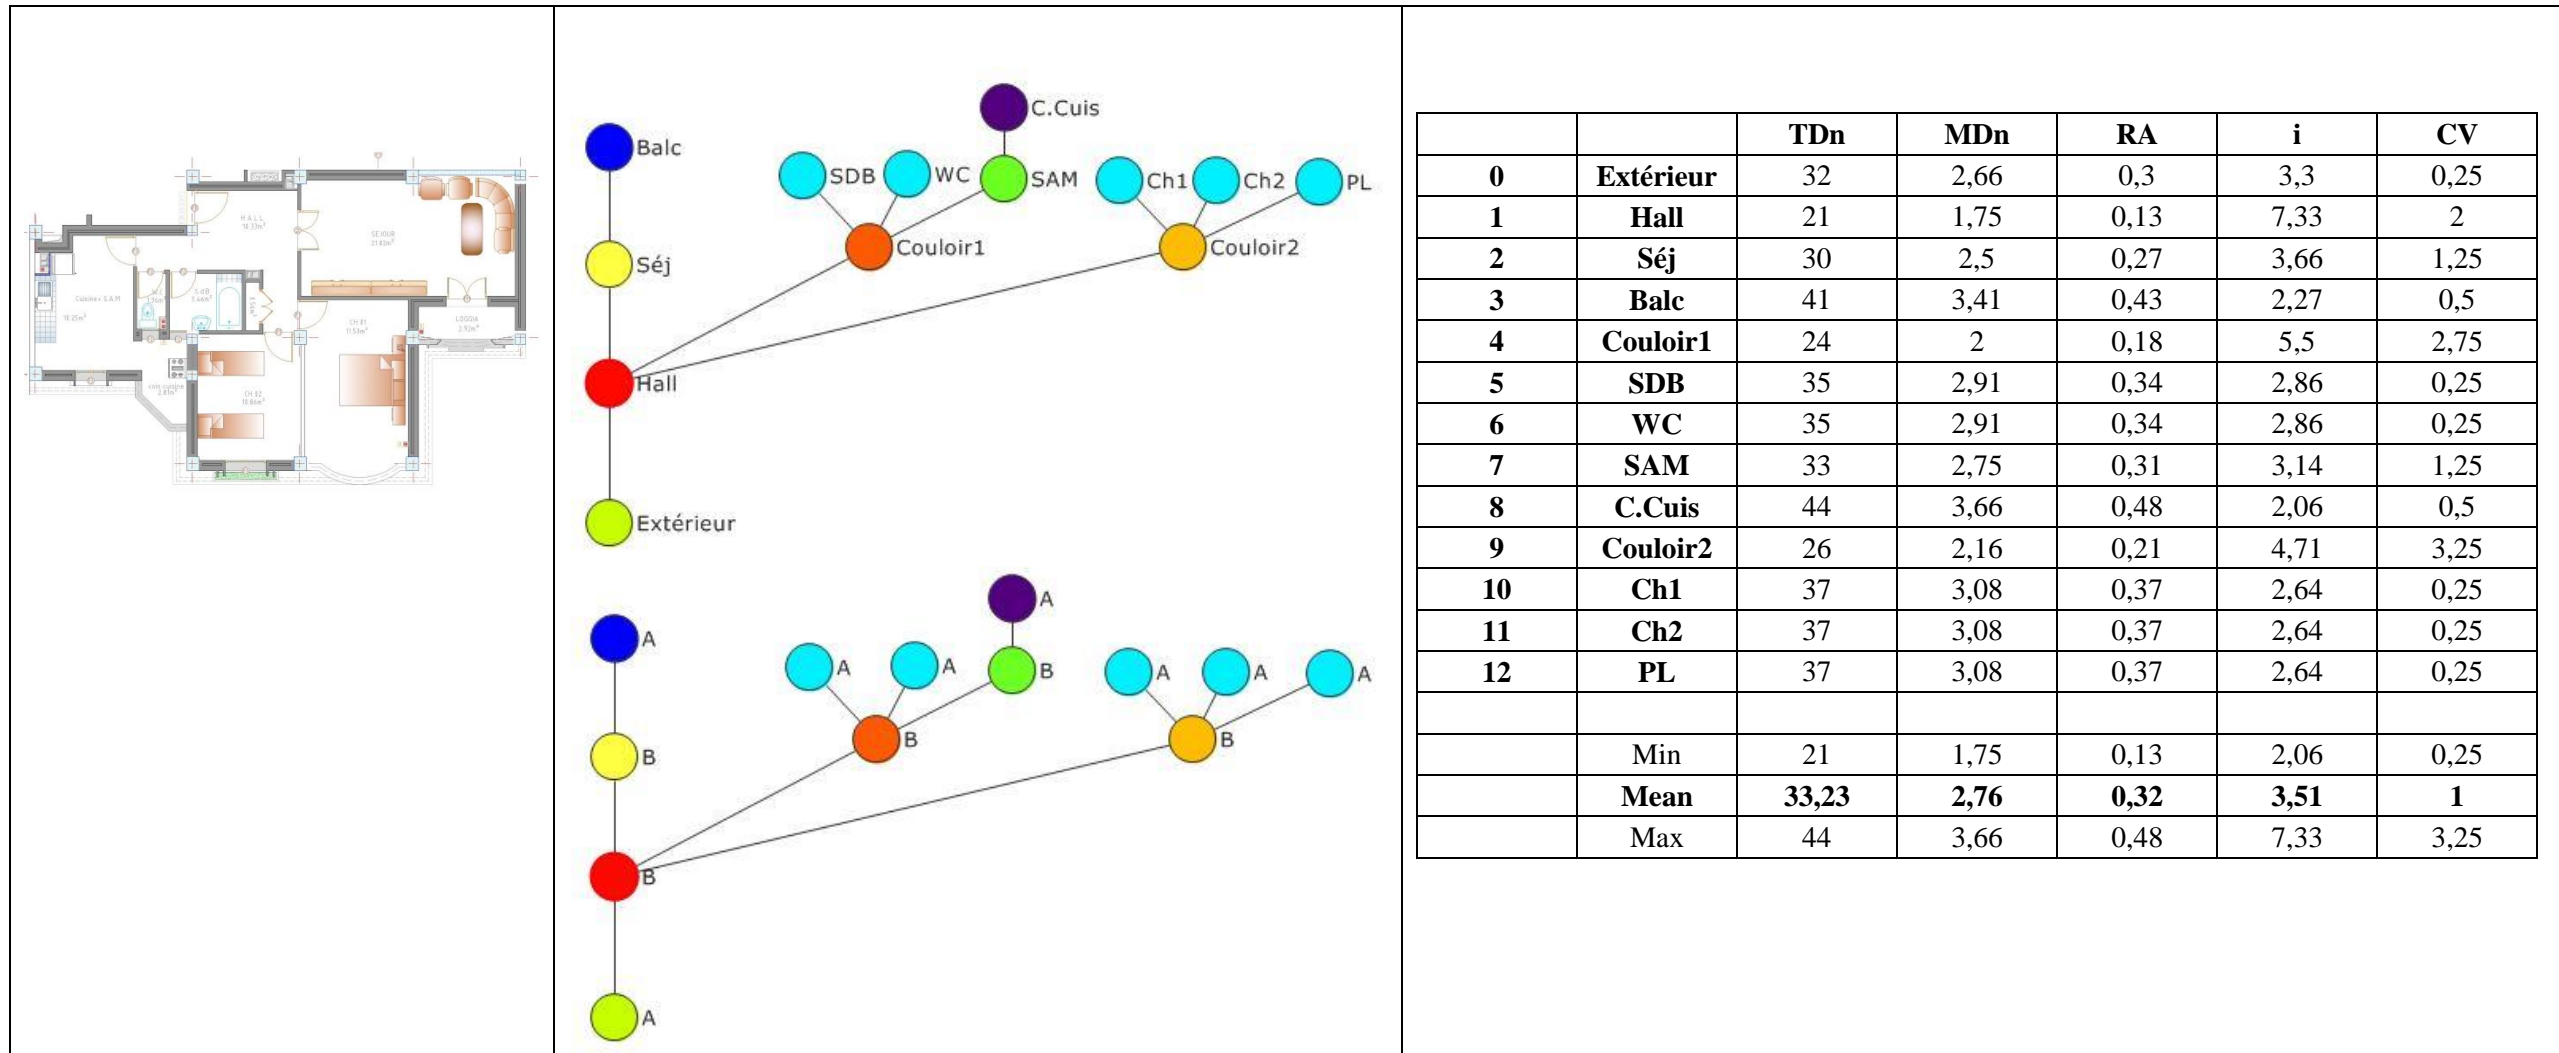 HALL
SEJOUR
Cuisine+ S.A.M
W.C
S.dB
CH 01
LOGGIA
CH 02
coin cuisine
Balc
Séj
Hall
Extérieur
SDB
WC
C.Cuis
SAM
Couloir1
Ch1
Ch2
PL
Couloir2
A
B
B
A
A
A
A
B
B
A
A
A
B
TDn MDn RA i CV
0 Extérieur 32 2,66 0,3 3,3 0,25
1 Hall 21 1,75 0,13 7,33 2
2 Séj 30 2,5 0,27 3,66 1,25
3 Balc 41 3,41 0,43 2,27 0,5
4 Couloir1 24 2 0,18 5,5 2,75
5 SDB 35 2,91 0,34 2,86 0,25
6 WC 35 2,91 0,34 2,86 0,25
7 SAM 33 2,75 0,31 3,14 1,25
8 C.Cuis 44 3,66 0,48 2,06 0,5
9 Couloir2 26 2,16 0,21 4,71 3,25
10 Ch1 37 3,08 0,37 2,64 0,25
11 Ch2 37 3,08 0,37 2,64 0,25
12 PL 37 3,08 0,37 2,64 0,25
Min 21 1,75 0,13 2,06 0,25
Mean 33,23 2,76 0,32 3,51 1
Max 44 3,66 0,48 7,33 3,25